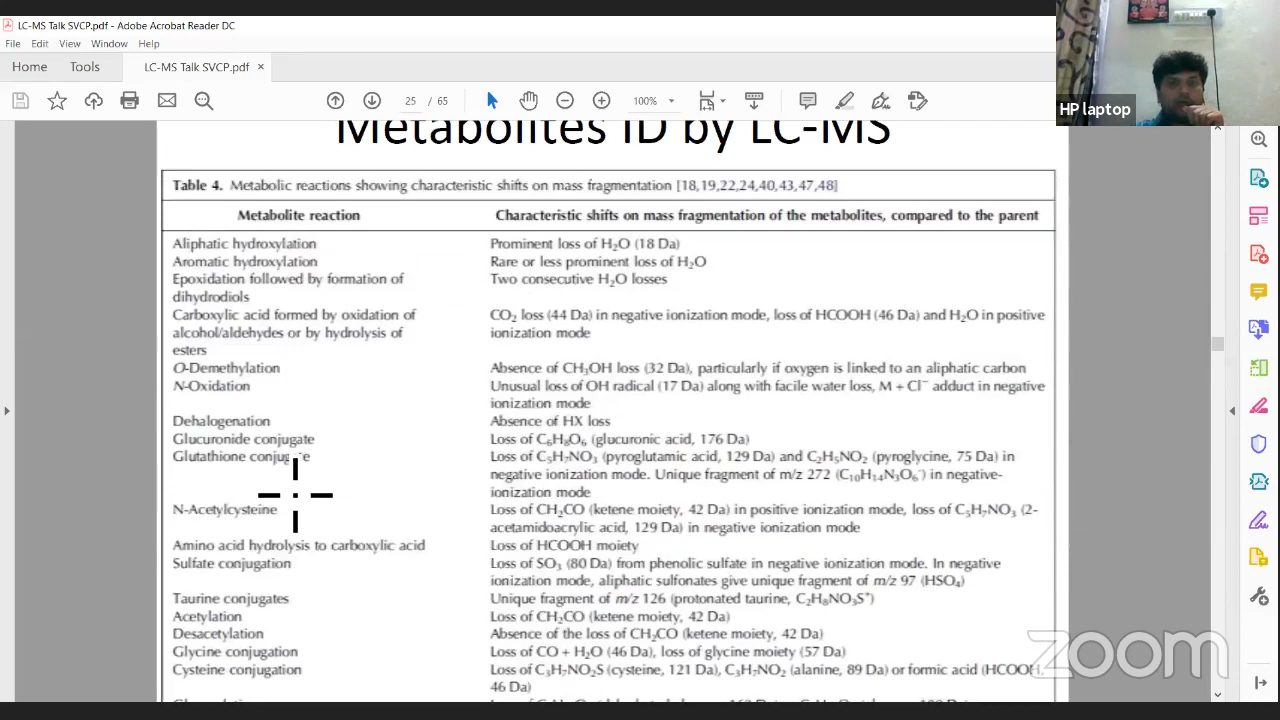 LC-MS Talk SVCP.pdf - Adobe Acrobat Reader DC
File Edit View Window Help
Home Tools LC-MS Talk SVCP.pdf ×
25 / 65 100%
HP laptop
Metabolites ID by LC-MS
Table 4. Metabolic reactions showing characteristic shifts on mass fragmentation [18,19,22,24,40,43,47,48]
Metabolite reaction Characteristic shifts on mass fragmentation of the metabolites, compared to the parent
Aliphatic hydroxylation Prominent loss of H₂O (18 Da)
Aromatic hydroxylation Rare or less prominent loss of H₂O
Epoxidation followed by formation of Two consecutive H₂O losses
dihydrodiols
Carboxylic acid formed by oxidation of CO₂ loss (44 Da) in negative ionization mode, loss of HCOOH (46 Da) and H₂O in positive
alcohol/aldehydes or by hydrolysis of ionization mode
esters
O-Demethylation Absence of CH₃OH loss (32 Da), particularly if oxygen is linked to an aliphatic carbon
N-Oxidation Unusual loss of OH radical (17 Da) along with facile water loss, M + Cl⁻ adduct in negative
ionization mode
Dehalogenation Absence of HX loss
Glucuronide conjugate Loss of C₆H₈O₆ (glucuronic acid, 176 Da)
Glutathione conjugate Loss of C₅H₇NO₃ (pyroglutamic acid, 129 Da) and C₂H₅NO₂ (pyroglycine, 75 Da) in
negative ionization mode. Unique fragment of m/z 272 (C₁₀H₁₄N₃O₆⁻) in negative-
ionization mode
N-Acetylcysteine Loss of CH₂CO (ketene moiety, 42 Da) in positive ionization mode, loss of C₅H₇NO₃ (2-
acetamidoacrylic acid, 129 Da) in negative ionization mode
Amino acid hydrolysis to carboxylic acid Loss of HCOOH moiety
Sulfate conjugation Loss of SO₃ (80 Da) from phenolic sulfate in negative ionization mode. In negative
ionization mode, aliphatic sulfonates give unique fragment of m/z 97 (HSO₄)
Taurine conjugates Unique fragment of m/z 126 (protonated taurine, C₂H₈NO₃S⁺)
Acetylation Loss of CH₂CO (ketene moiety, 42 Da)
Desacetylation Absence of the loss of CH₂CO (ketene moiety, 42 Da)
Glycine conjugation Loss of CO + H₂O (46 Da), loss of glycine moiety (57 Da)
Cysteine conjugation Loss of C₃H₇NO₂S (cysteine, 121 Da), C₃H₇NO₂ (alanine, 89 Da) or formic acid (HCOOH,
46 Da)
zoom